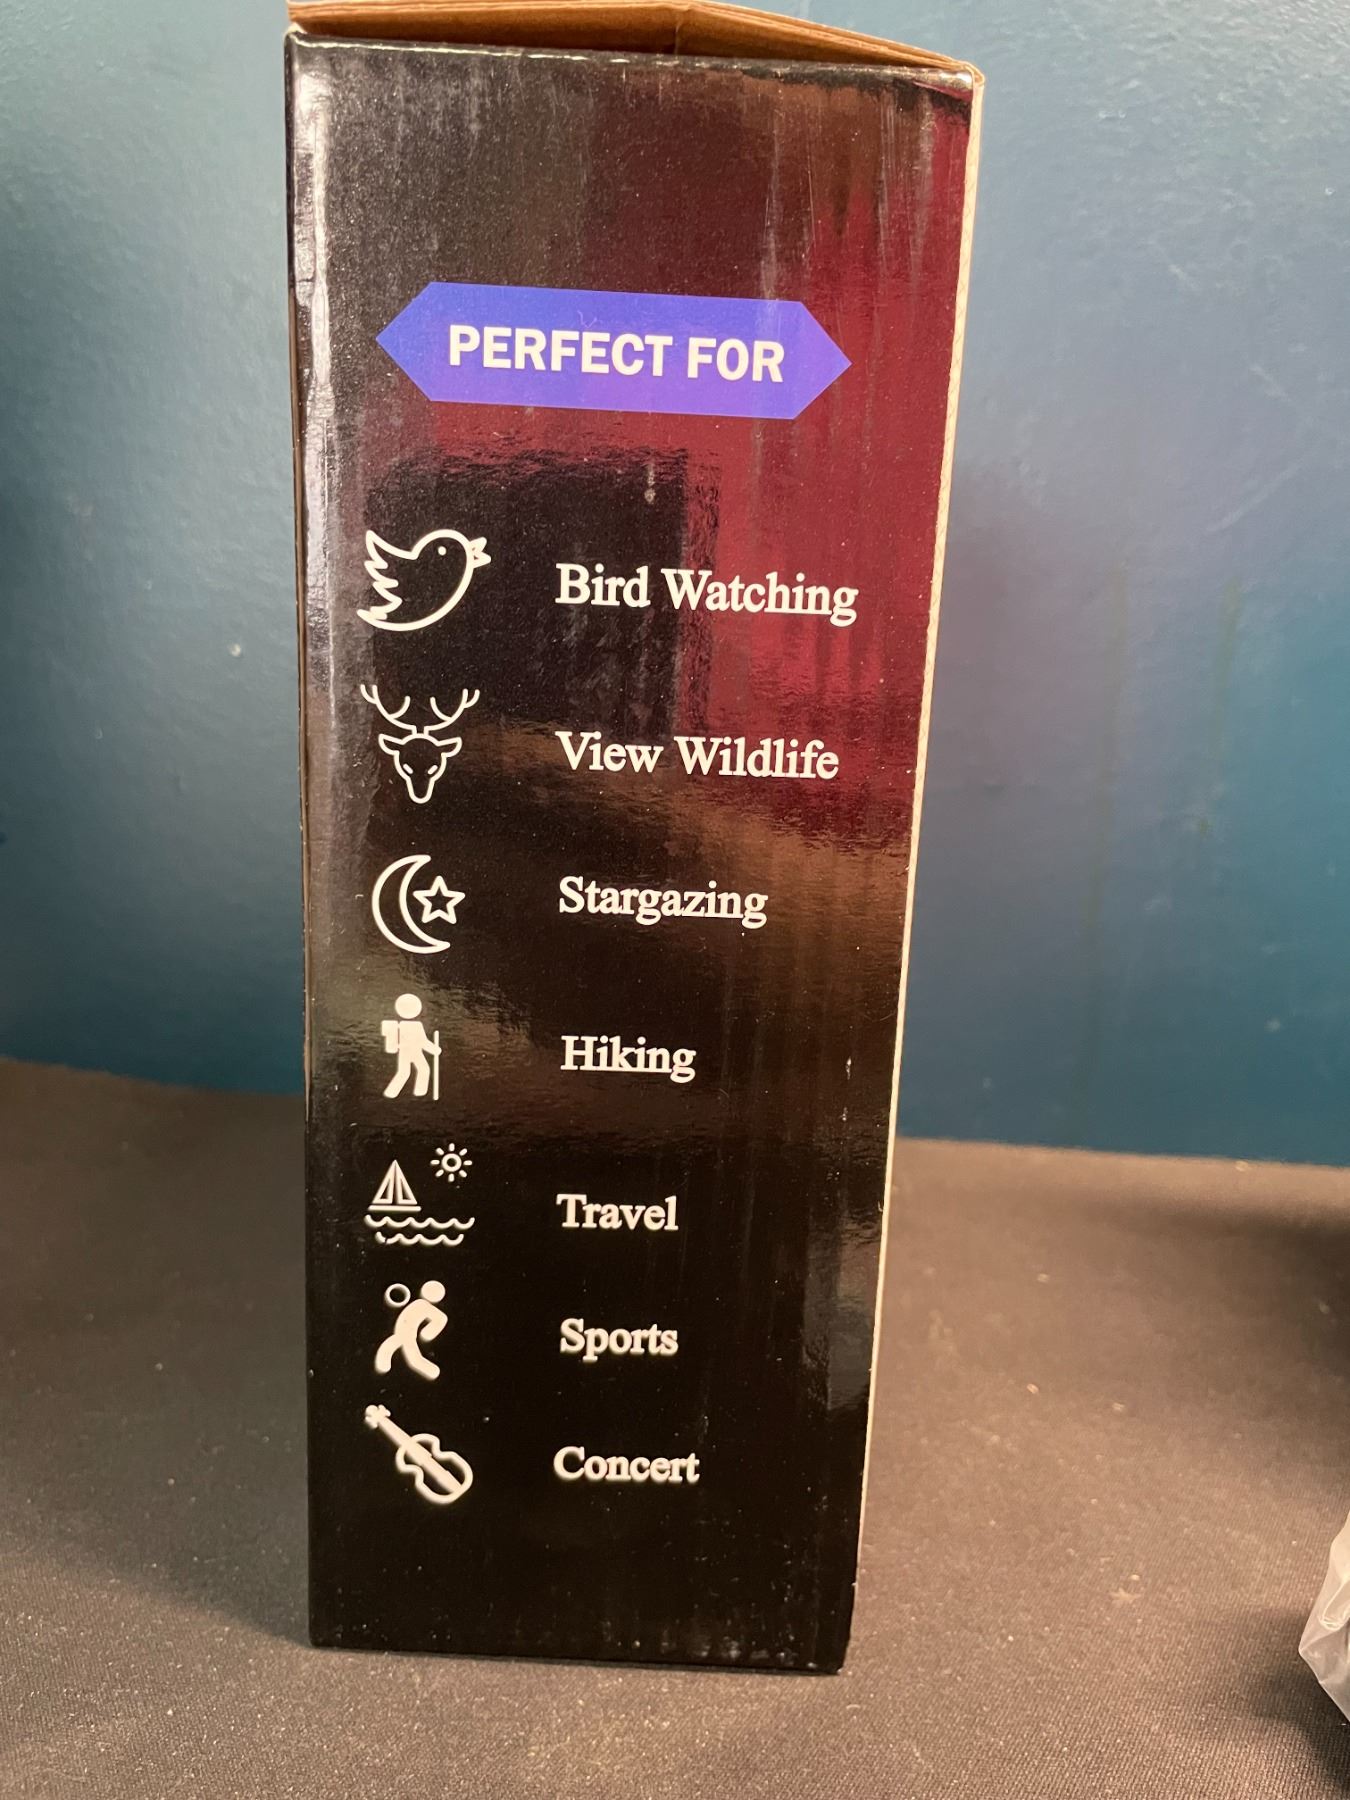 PERFECT FOR
Bird Watching
View Wildlife
Stargazing
Hiking
Travel
Sports
Concert